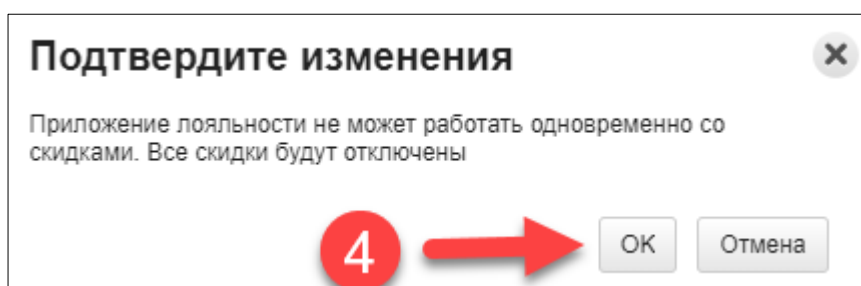 Подтвердите изменения
Приложение лояльности не может работать одновременно со
скидками. Все скидки будут отключены
4
ОК
Отмена